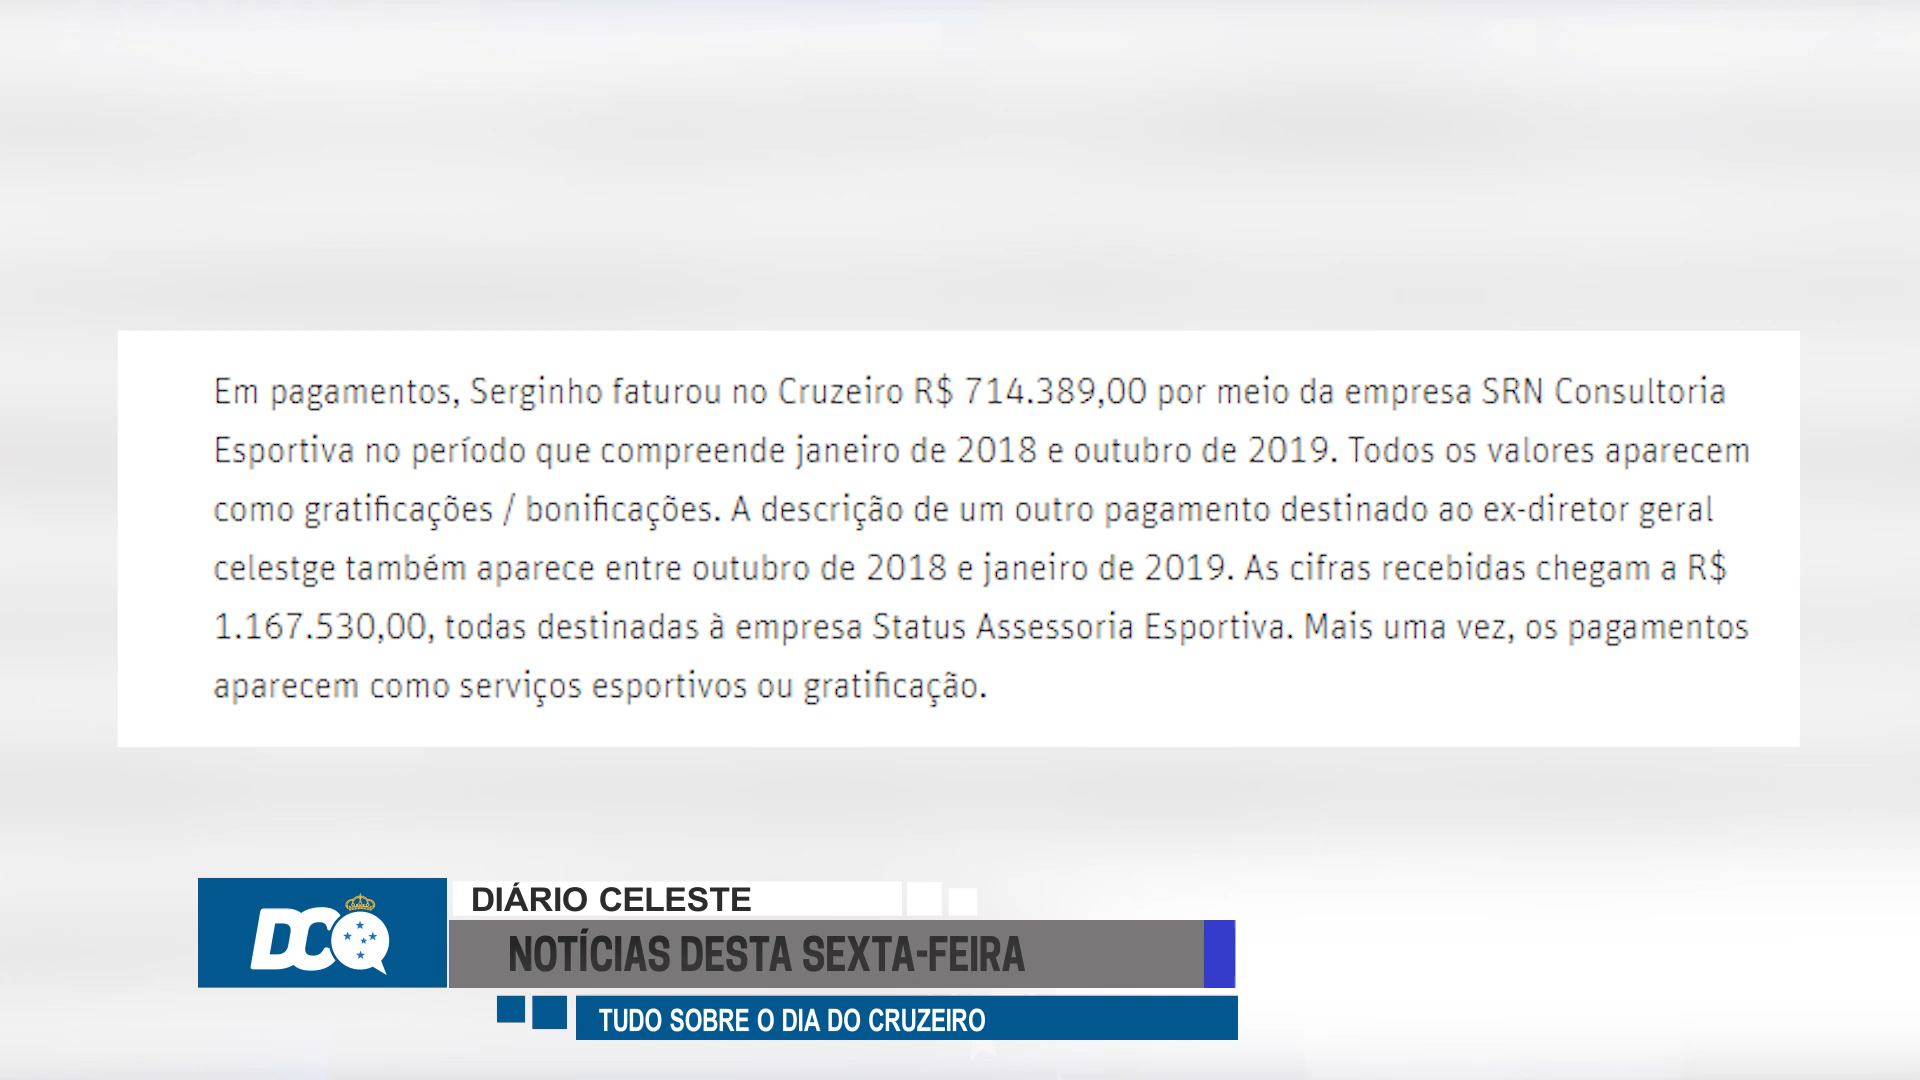 Em pagamentos, Serginho faturou no Cruzeiro R$ 714.389,00 por meio da empresa SRN Consultoria
Esportiva no período que compreende janeiro de 2018 e outubro de 2019. Todos os valores aparecem
como gratificações / bonificações. A descrição de um outro pagamento destinado ao ex-diretor geral
celestge também aparece entre outubro de 2018 e janeiro de 2019. As cifras recebidas chegam a R$
1.167.530,00, todas destinadas à empresa Status Assessoria Esportiva. Mais uma vez, os pagamentos
aparecem como serviços esportivos ou gratificação.
DIÁRIO CELESTE
DCQ
NOTÍCIAS DESTA SEXTA-FEIRA
TUDO SOBRE O DIA DO CRUZEIRO